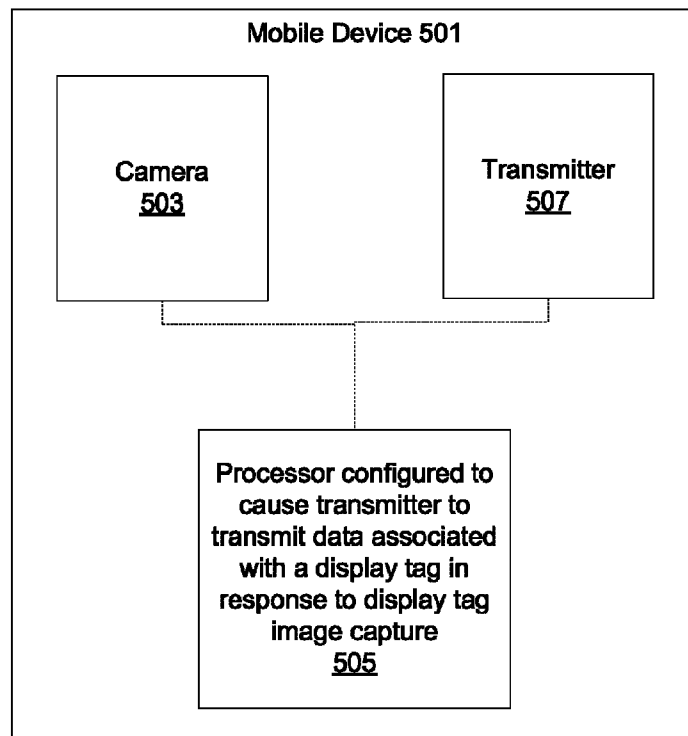 Mobile Device 501
Camera
503
Transmitter
507
Processor configured to
cause transmitter to
transmit data associated
with a display tag in
response to display tag
image capture
505